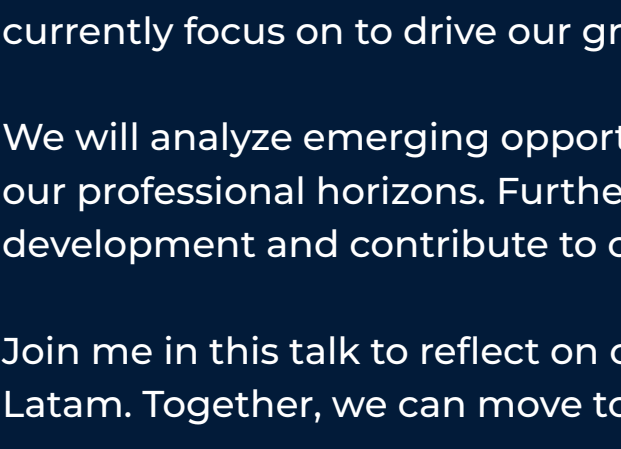 currently focus on to drive our gr
We will analyze emerging opport
our professional horizons. Furthe
development and contribute to
Join me in this talk to reflect on
Latam. Together, we can move to